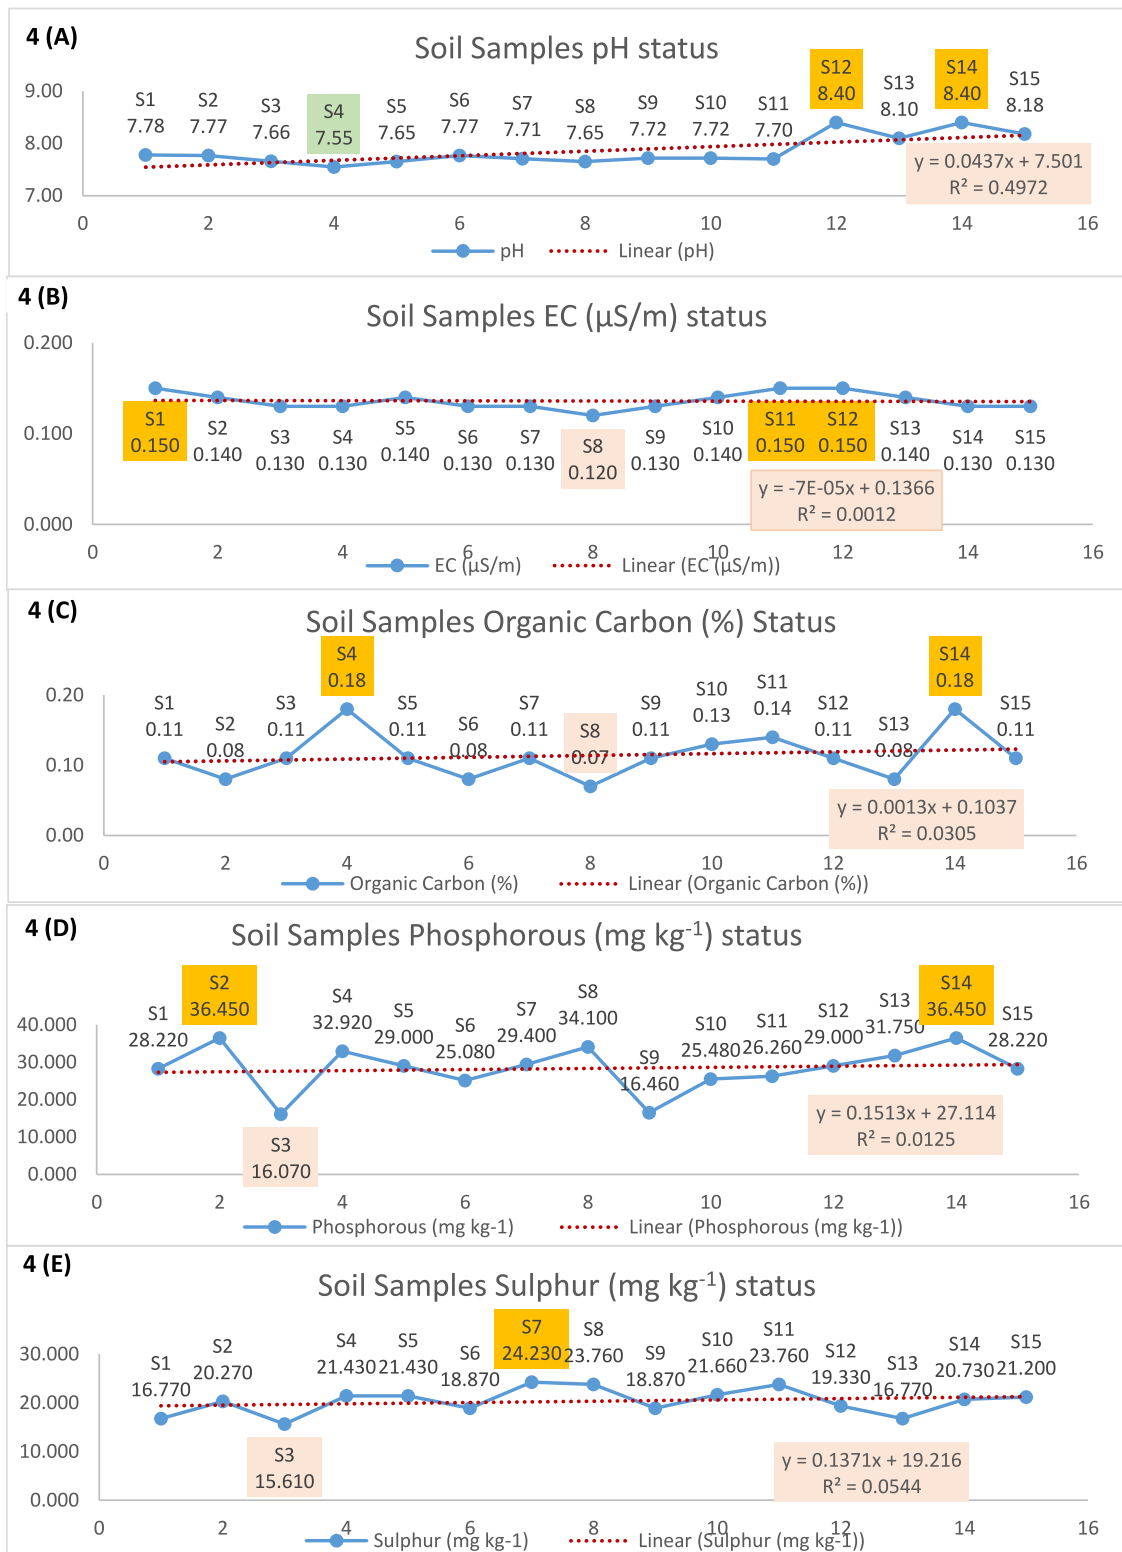 4 (A)
Soil Samples pH status
S1 7.78
S2 7.77
S3 7.66
S4 7.55
S5 7.65
S6 7.77
S7 7.71
S8 7.65
S9 7.72
S10 7.72
S11 7.70
S12 8.40
S13 8.10
S14 8.40
S15 8.18
9.00
8.00
7.00
y = 0.0437x + 7.501
R² = 0.4972
0 2 4 6 8 10 12 14 16
pH Linear (pH)
4 (B)
Soil Samples EC (µS/m) status
0.200
0.100
0.000
S1 0.150
S2 0.140
S3 0.130
S4 0.130
S5 0.140
S6 0.130
S7 0.130
S8 0.120
S9 0.130
S10 0.140
S11 0.150
S12 0.150
S13 0.140
S14 0.130
S15 0.130
y = -7E-05x + 0.1366
R² = 0.0012
0 2 4 6 8 10 12 14 16
EC (µS/m) Linear (EC (µS/m))
4 (C)
Soil Samples Organic Carbon (%) Status
0.20
0.10
0.00
S1 0.11
S2 0.08
S3 0.11
S4 0.18
S5 0.11
S6 0.08
S7 0.11
S8 0.07
S9 0.11
S10 0.13
S11 0.14
S12 0.11
S13 0.08
S14 0.18
S15 0.11
y = 0.0013x + 0.1037
R² = 0.0305
0 2 4 6 8 10 12 14 16
Organic Carbon (%) Linear (Organic Carbon (%))
4 (D)
Soil Samples Phosphorous (mg kg⁻¹) status
40.000
30.000
20.000
10.000
0.000
S1 28.220
S2 36.450
S3 16.070
S4 32.920
S5 29.000
S6 25.080
S7 29.400
S8 34.100
S9 16.460
S10 25.480
S11 26.260
S12 29.000
S13 31.750
S14 36.450
S15 28.220
y = 0.1513x + 27.114
R² = 0.0125
0 2 4 6 8 10 12 14 16
Phosphorous (mg kg-1) Linear (Phosphorous (mg kg-1))
4 (E)
Soil Samples Sulphur (mg kg⁻¹) status
30.000
20.000
10.000
0.000
S1 16.770
S2 20.270
S3 15.610
S4 21.430
S5 21.430
S6 18.870
S7 24.230
S8 23.760
S9 18.870
S10 21.660
S11 23.760
S12 19.330
S13 16.770
S14 20.730
S15 21.200
y = 0.1371x + 19.216
R² = 0.0544
0 2 4 6 8 10 12 14 16
Sulphur (mg kg-1) Linear (Sulphur (mg kg-1))